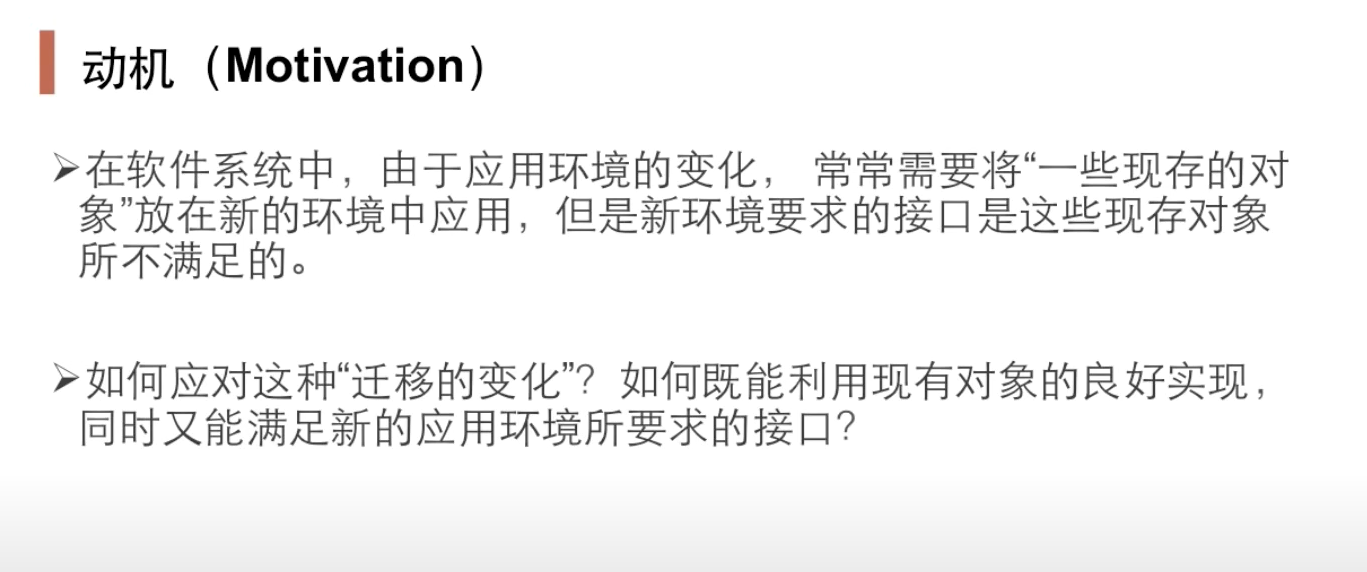 动机（Motivation）
➢在软件系统中，由于应用环境的变化， 常常需要将“一些现存的对
象”放在新的环境中应用，但是新环境要求的接口是这些现存对象
所不满足的。
➢如何应对这种“迁移的变化”？如何既能利用现有对象的良好实现，
同时又能满足新的应用环境所要求的接口？